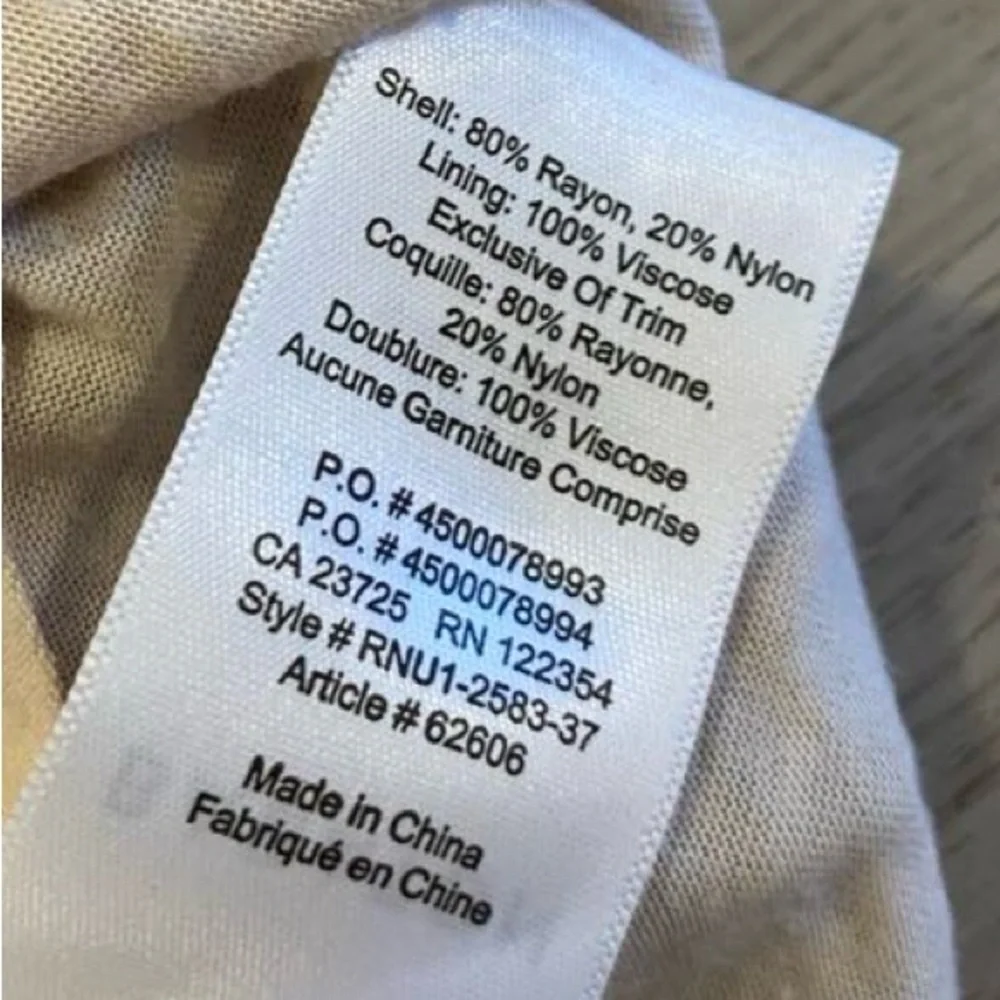 Shell: 80% Rayon, 20% Nylon
Lining: 100% Viscose
Exclusive Of Trim
Coquille: 80% Rayonne,
20% Nylon
Doublure: 100% Viscose
Aucune Garniture Comprise
P.O. # 4500078993
P.O. # 4500078994
CA 23725 RN 122354
Style # RNU1-2583-37
Article # 62606
Made in China
Fabriqué en Chine